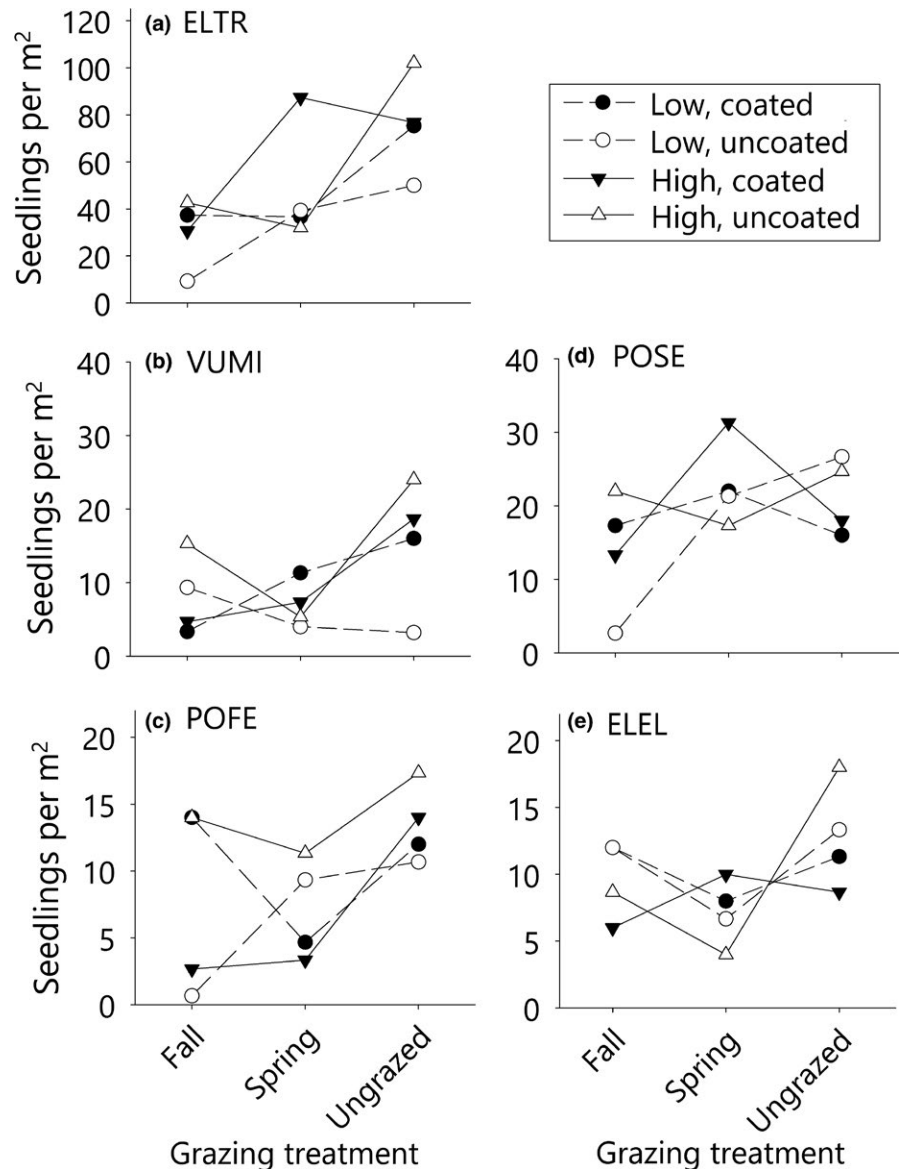 (a) ELTR
Seedlings per m²
120
100
80
60
40
20
0
Low, coated
Low, uncoated
High, coated
High, uncoated
(b) VUMI
Seedlings per m²
40
30
20
10
0
(d) POSE
40
30
20
10
0
(c) POFE
Seedlings per m²
20
15
10
5
0
Fall
Spring
Ungrazed
Grazing treatment
(e) ELEL
20
15
10
5
0
Fall
Spring
Ungrazed
Grazing treatment